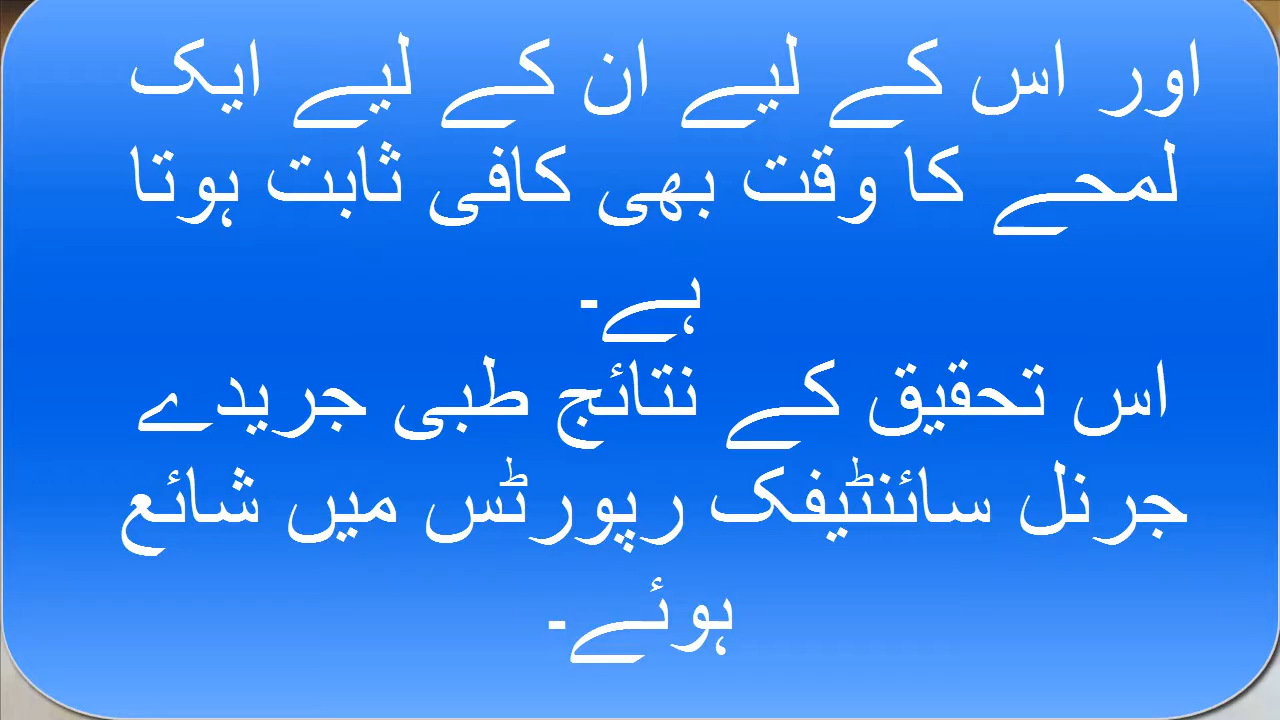 اور اس کے لیے ان کے لیے ایک
لمحے کا وقت بھی کافی ثابت ہوتا
ہے۔
اس تحقیق کے نتائج طبی جریدے
جرنل سائنٹیفک رپورٹس میں شائع
ہوئے۔